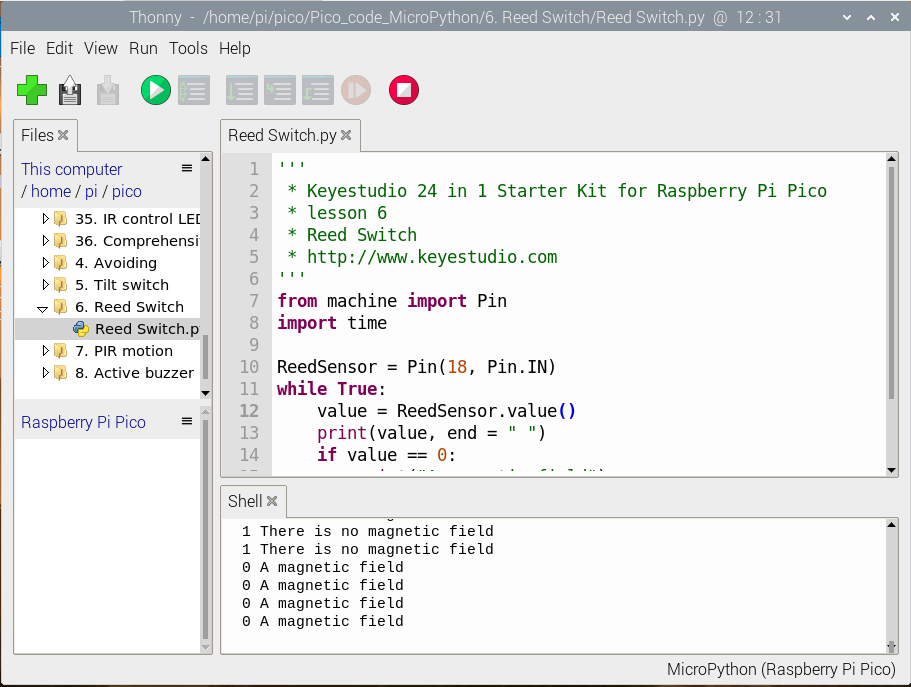 Thonny - /home/pi/pico/Pico_code_MicroPython/6. Reed Switch/Reed Switch.py @ 12 : 31
File Edit View Run Tools Help
Files
This computer
/ home / pi / pico
35. IR control LED
36. Comprehensi
4. Avoiding
5. Tilt switch
6. Reed Switch
Reed Switch.p
7. PIR motion
8. Active buzzer
Raspberry Pi Pico
Reed Switch.py
1 '''
2 * Keyestudio 24 in 1 Starter Kit for Raspberry Pi Pico
3 * lesson 6
4 * Reed Switch
5 * http://www.keyestudio.com
6 '''
7 from machine import Pin
8 import time
9
10 ReedSensor = Pin(18, Pin.IN)
11 while True:
12 value = ReedSensor.value()
13 print(value, end = " ")
14 if value == 0:
Shell
1 There is no magnetic field
1 There is no magnetic field
0 A magnetic field
0 A magnetic field
0 A magnetic field
0 A magnetic field
MicroPython (Raspberry Pi Pico)